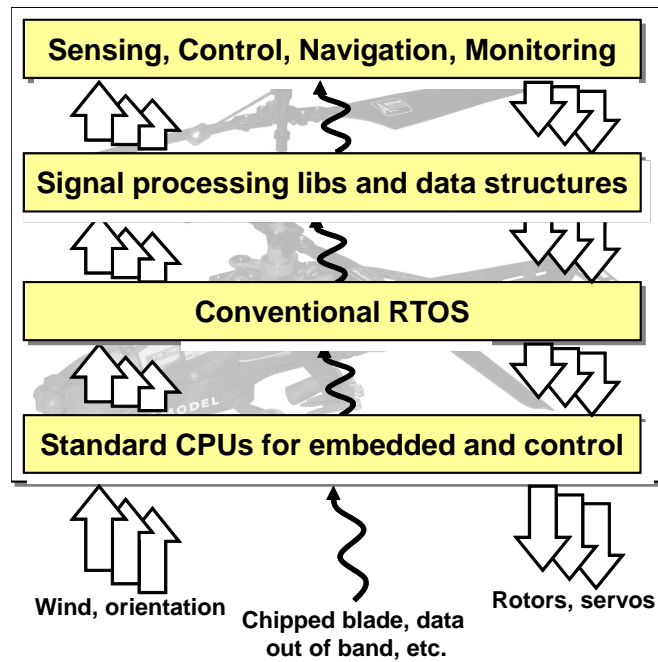 Sensing, Control, Navigation, Monitoring
Signal processing libs and data structures
Conventional RTOS
MODEL
Standard CPUs for embedded and control
Wind, orientation
Chipped blade, data
out of band, etc.
Rotors, servos